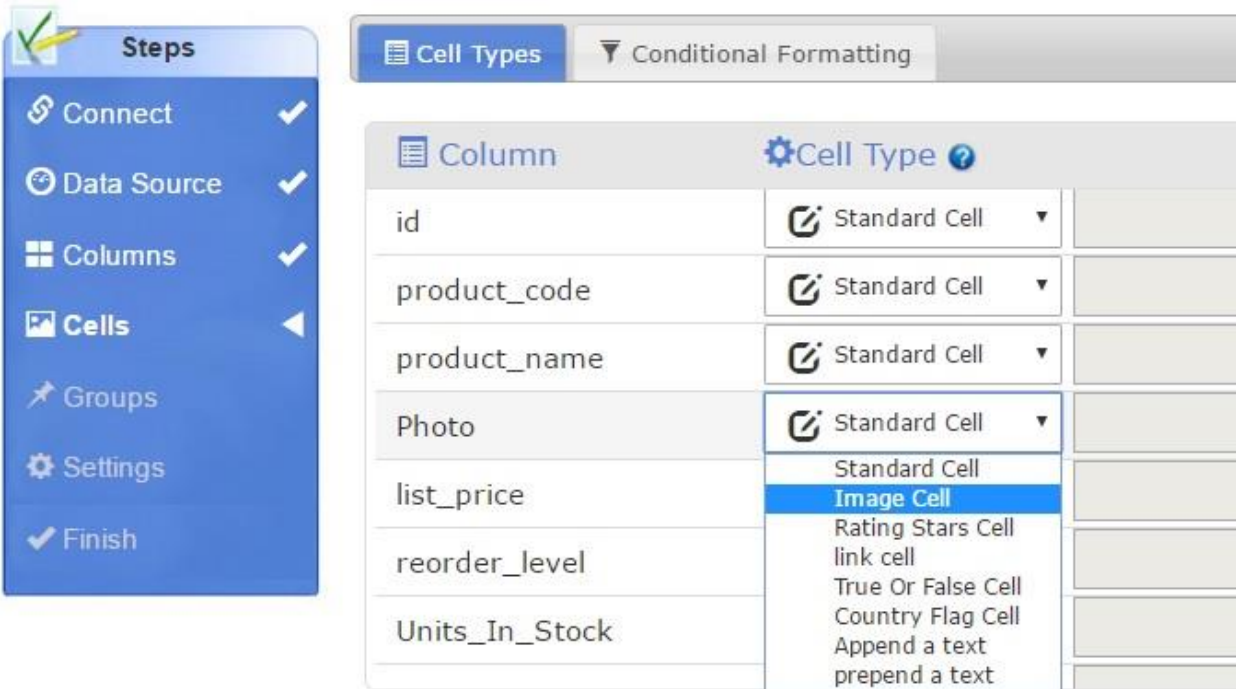 Steps
Connect
Data Source
Columns
Cells
Groups
Settings
Finish
Cell Types
Conditional Formatting
Column
Cell Type ?
id
Standard Cell
product_code
Standard Cell
product_name
Standard Cell
Photo
Standard Cell
Standard Cell
Image Cell
Rating Stars Cell
link cell
True Or False Cell
Country Flag Cell
Append a text
prepend a text
list_price
reorder_level
Units_In_Stock